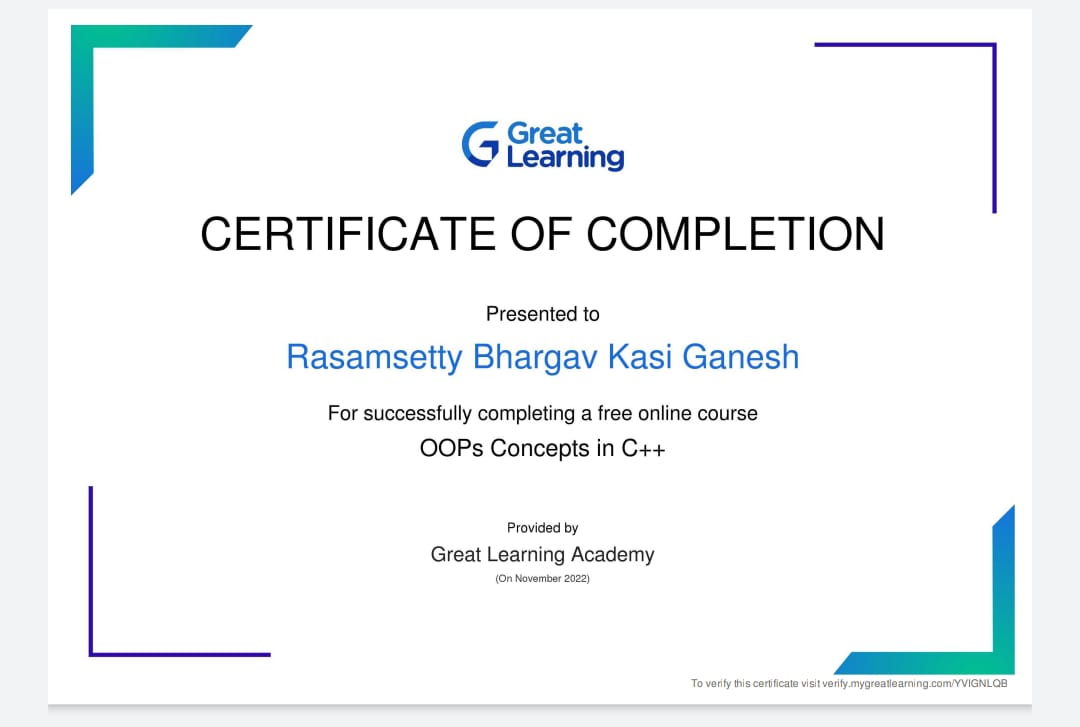 Great
Learning
CERTIFICATE OF COMPLETION
Presented to
Rasamsetty Bhargav Kasi Ganesh
For successfully completing a free online course
OOPs Concepts in C++
Provided by
Great Learning Academy
(On November 2022)
To verify this certificate visit verify.mygreatlearning.com/YVIGNLQB